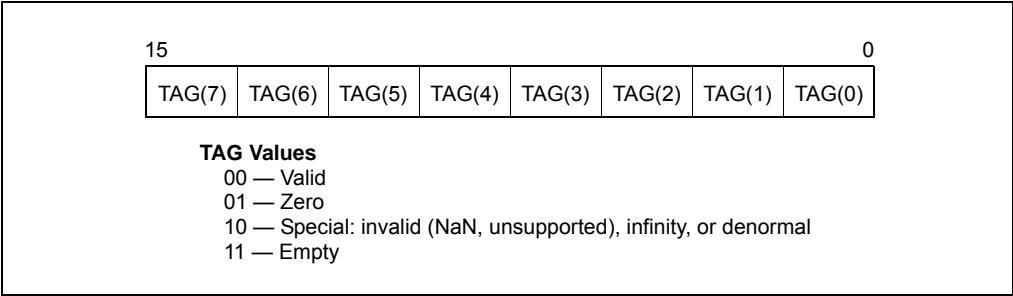 15 0
TAG(7) TAG(6) TAG(5) TAG(4) TAG(3) TAG(2) TAG(1) TAG(0)
TAG Values
00 — Valid
01 — Zero
10 — Special: invalid (NaN, unsupported), infinity, or denormal
11 — Empty